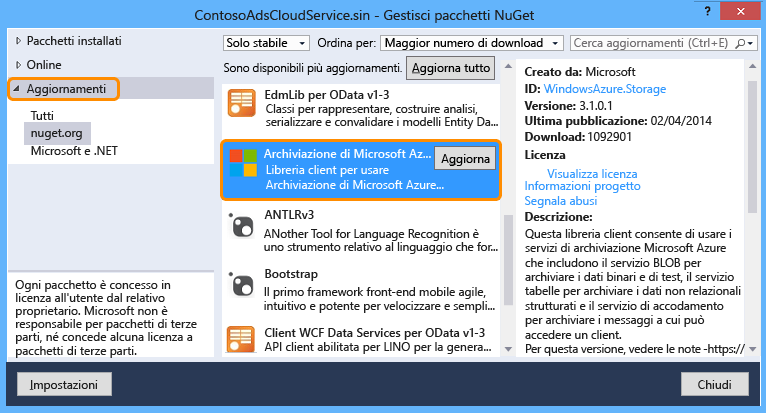 ContosoAdsCloudService.sin - Gestisci pacchetti NuGet
?
Pacchetti installati
Online
Aggiornamenti
Tutti
nuget.org
Microsoft e .NET
Ogni pacchetto è concesso in
licenza all'utente dal relativo
proprietario. Microsoft non è
responsabile per pacchetti di terze
parti, né concede alcuna licenza a
pacchetti di terze parti.
Solo stabile
Ordina per:
Maggior numero di download
Cerca aggiornamenti (Ctrl+E)
Sono disponibili più aggiornamenti.
Aggiorna tutto
EdmLib per OData v1-3
Classi per rappresentare, costruire analysi,
serializzare e convalidare i modelli Entity Da...
Archiviazione di Microsoft Az...
Aggiorna
Libreria client per usare
Archiviazione di Microsoft Azure...
ANTLRv3
ANother Tool for Language Recognition è
uno strumento relativo al linguaggio che for...
Bootstrap
Il primo framework front-end mobile agile,
intuitivo e potente per velocizzare e sempli...
Client WCF Data Services per OData v1-3
API client abilitata per LINO per la genera...
Creato da: Microsoft
ID: WindowsAzure.Storage
Versione: 3.1.0.1
Ultima pubblicazione: 02/04/2014
Download: 1092901
Licenza
Visualizza licenza
Informazioni progetto
Segnala abusi
Descrizione:
Questa libreria client consente di usare i
servizi di archiviazione Microsoft Azure
che includono il servizio BLOB per
archiviare i dati binari e di test, il servizio
tabelle per archiviare i dati non relazionali
strutturati e il servizio di accodamento
per archiviare i messaggi a cui può
accedere un client.
Per questa versione, vedere le note -https://
Impostazioni
Chiudi